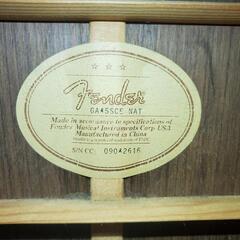 Fender
GA45SCE NAT
Made in accordance to specifications of
Fender Musical Instruments Corp. USA
Manufactured in China
S/N CC: 09042616